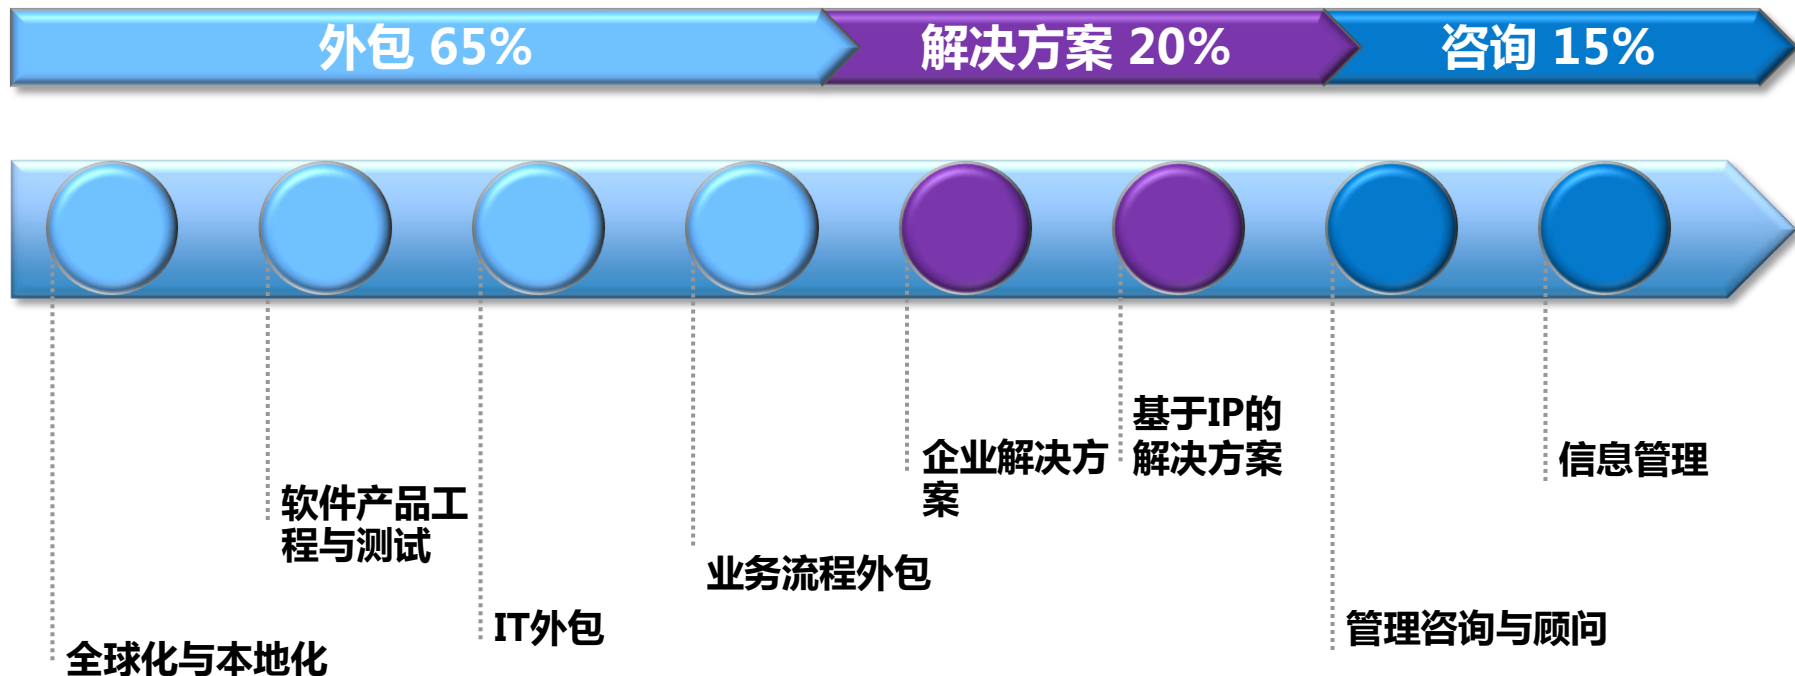 外包 65%
解决方案 20%
咨询 15%
全球化与本地化
软件产品工
程与测试
IT外包
业务流程外包
企业解决方
案
基于IP的
解决方案
管理咨询与顾问
信息管理